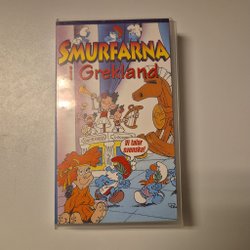 SMURFARNA
i Grekland
Vi talar
svenska!